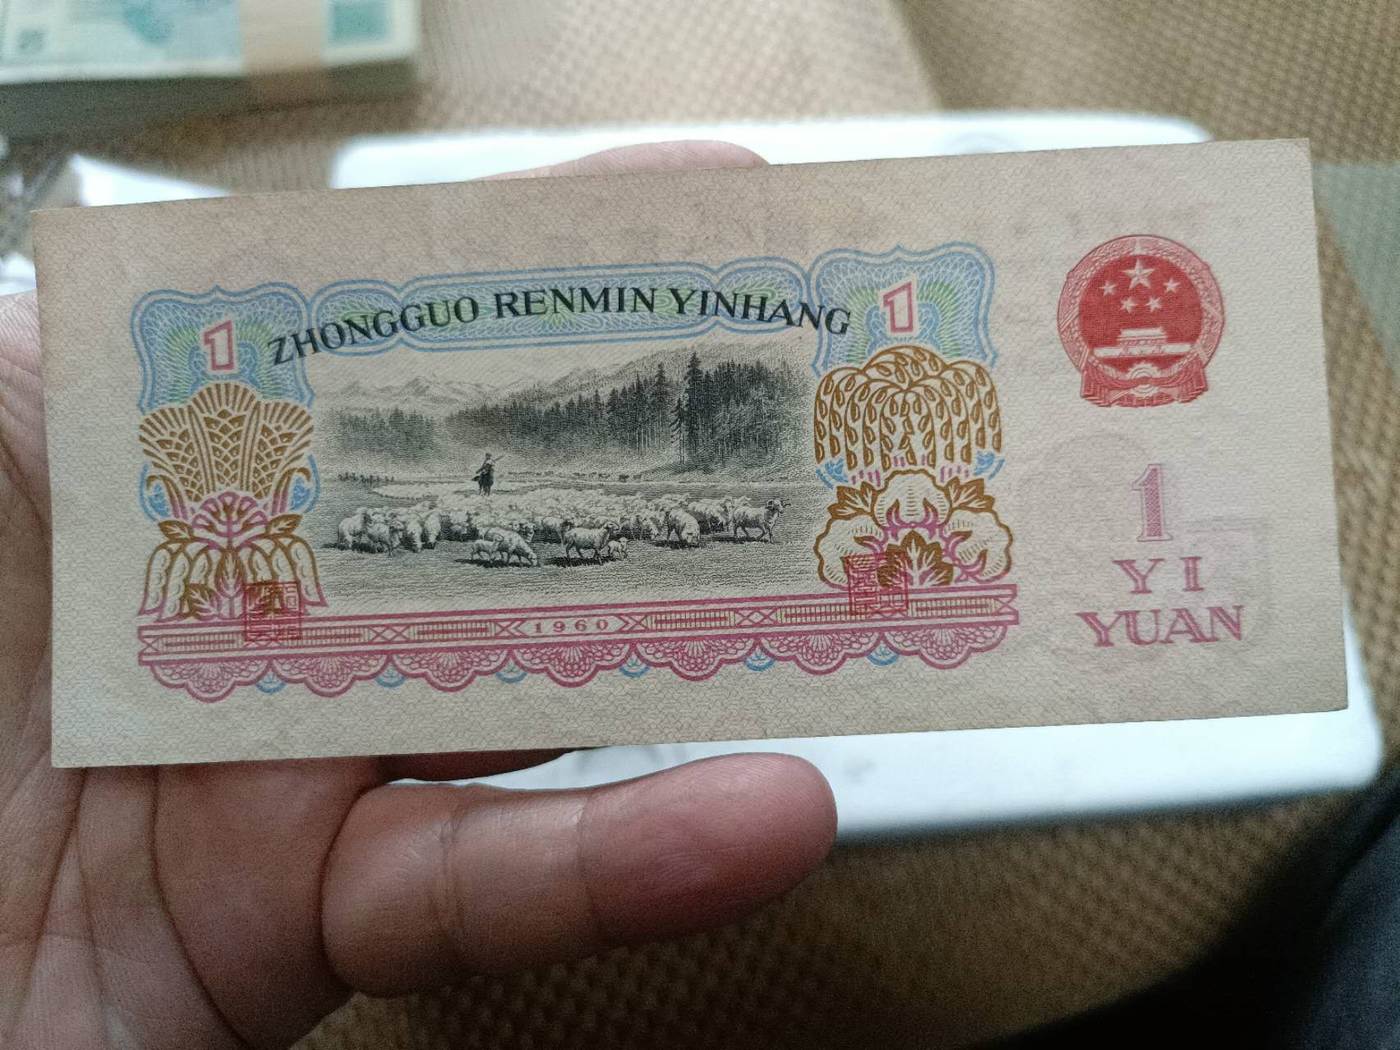 1
ZHONGGUO RENMIN YINHANG
1
1
YI
YUAN
1960